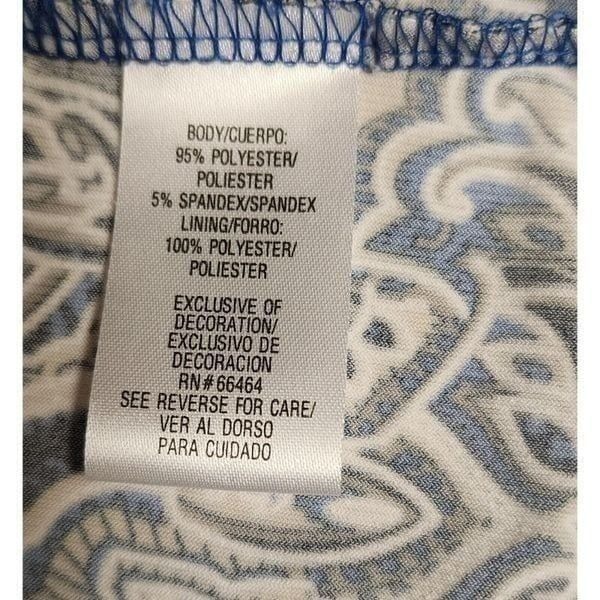 BODY/CUERPO:
95% POLYESTER/
POLIESTER
5% SPANDEX/SPANDEX
LINING/FORRO:
100% POLYESTER/
POLIESTER
EXCLUSIVE OF
DECORATION/
EXCLUSIVO DE
DECORACION
RN#66464
SEE REVERSE FOR CARE/
VER AL DORSO
PARA CUIDADO